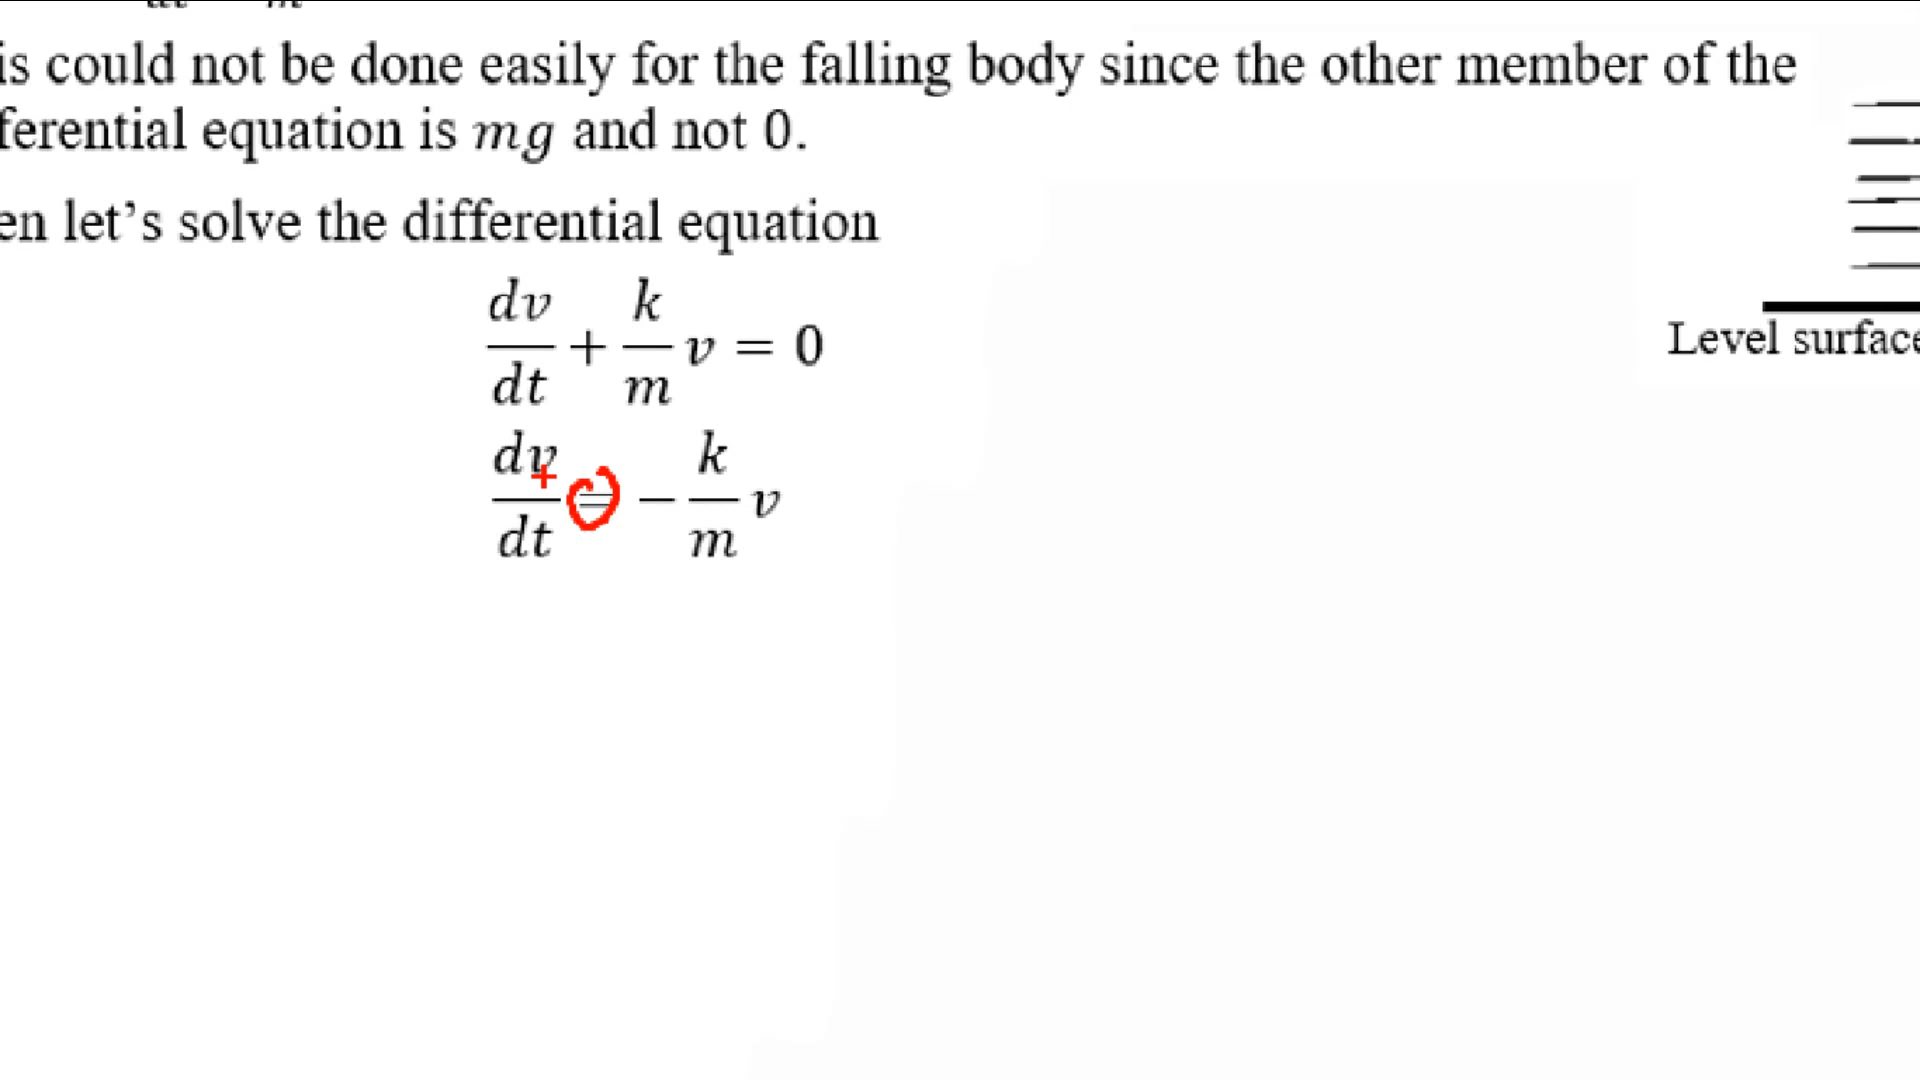 is could not be done easily for the falling body since the other member of the
ferential equation is mg and not 0.
en let’s solve the differential equation
dv/dt + k/m v = 0
dv/dt = − k/m v
Level surface